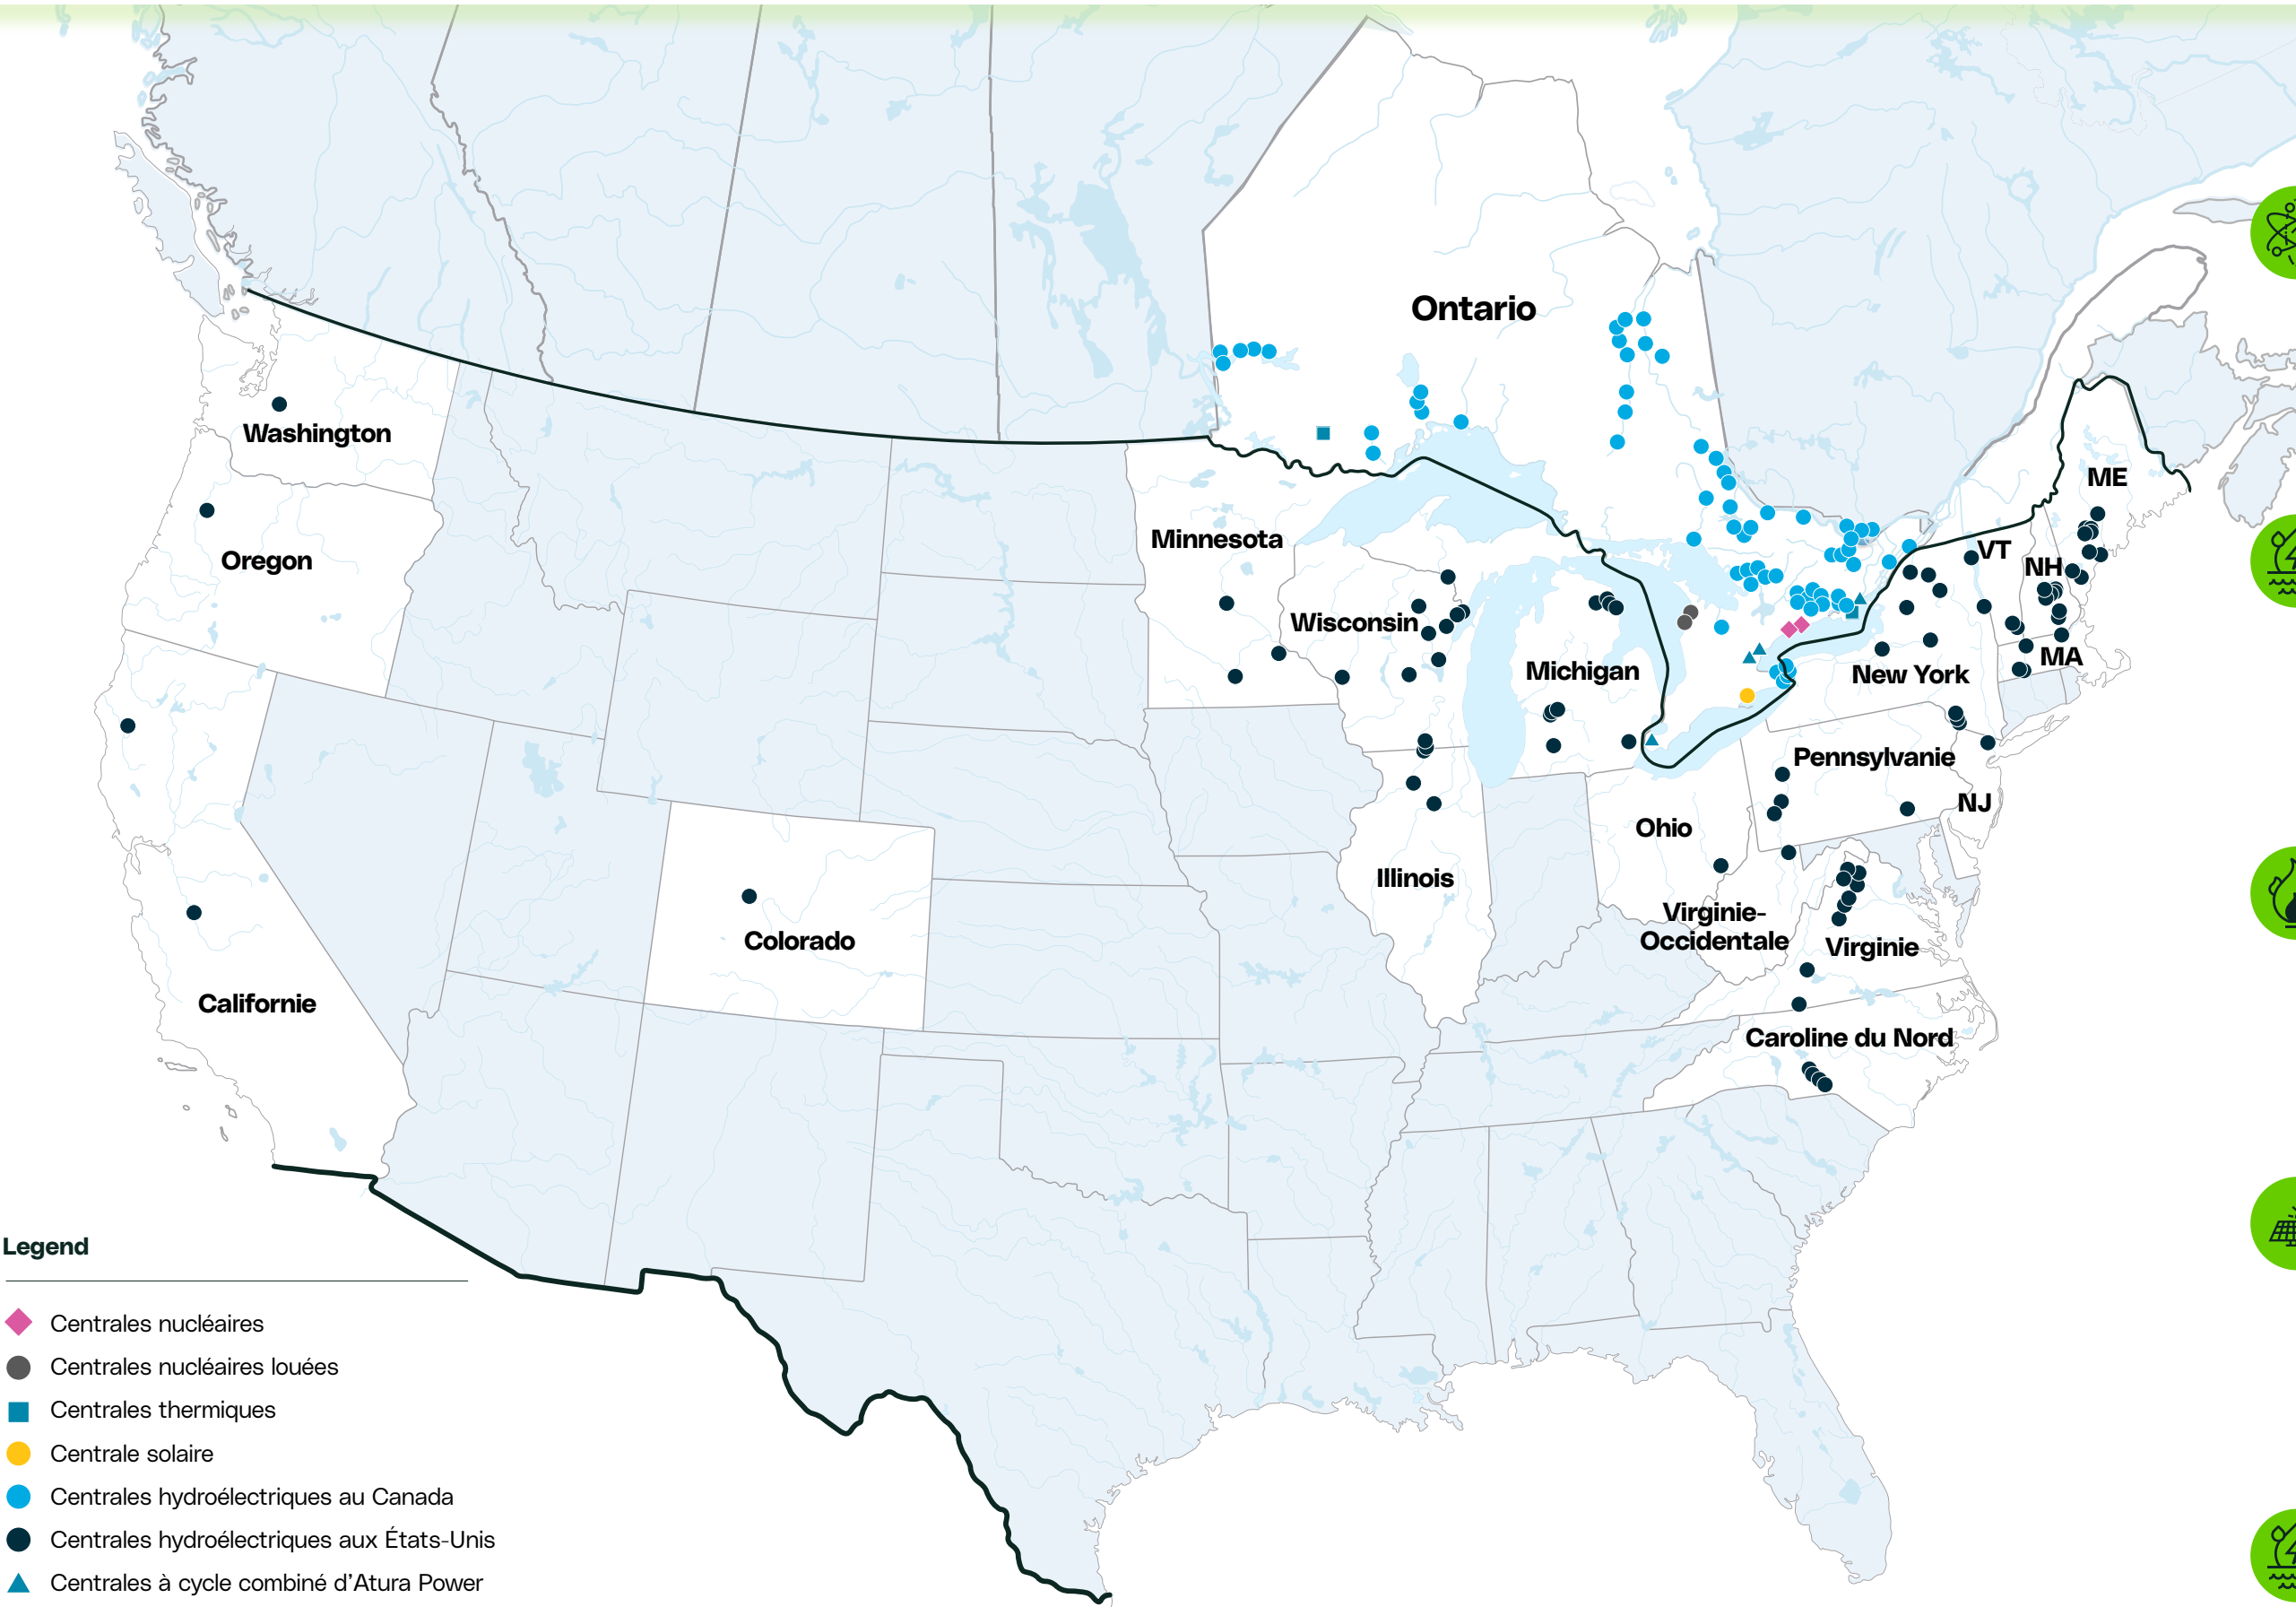 Ontario
Washington
ME
Minnesota
VT
Oregon
NH
Wisconsin
MA
Michigan
New York
Pennsylvanie
NJ
Ohio
Illinois
Virginie-
Occidentale
Virginie
Colorado
Californie
Caroline du Nord
Legend
Centrales nucléaires
Centrales nucléaires louées
Centrales thermiques
Centrale solaire
Centrales hydroélectriques au Canada
Centrales hydroélectriques aux États-Unis
Centrales à cycle combiné d’Atura Power